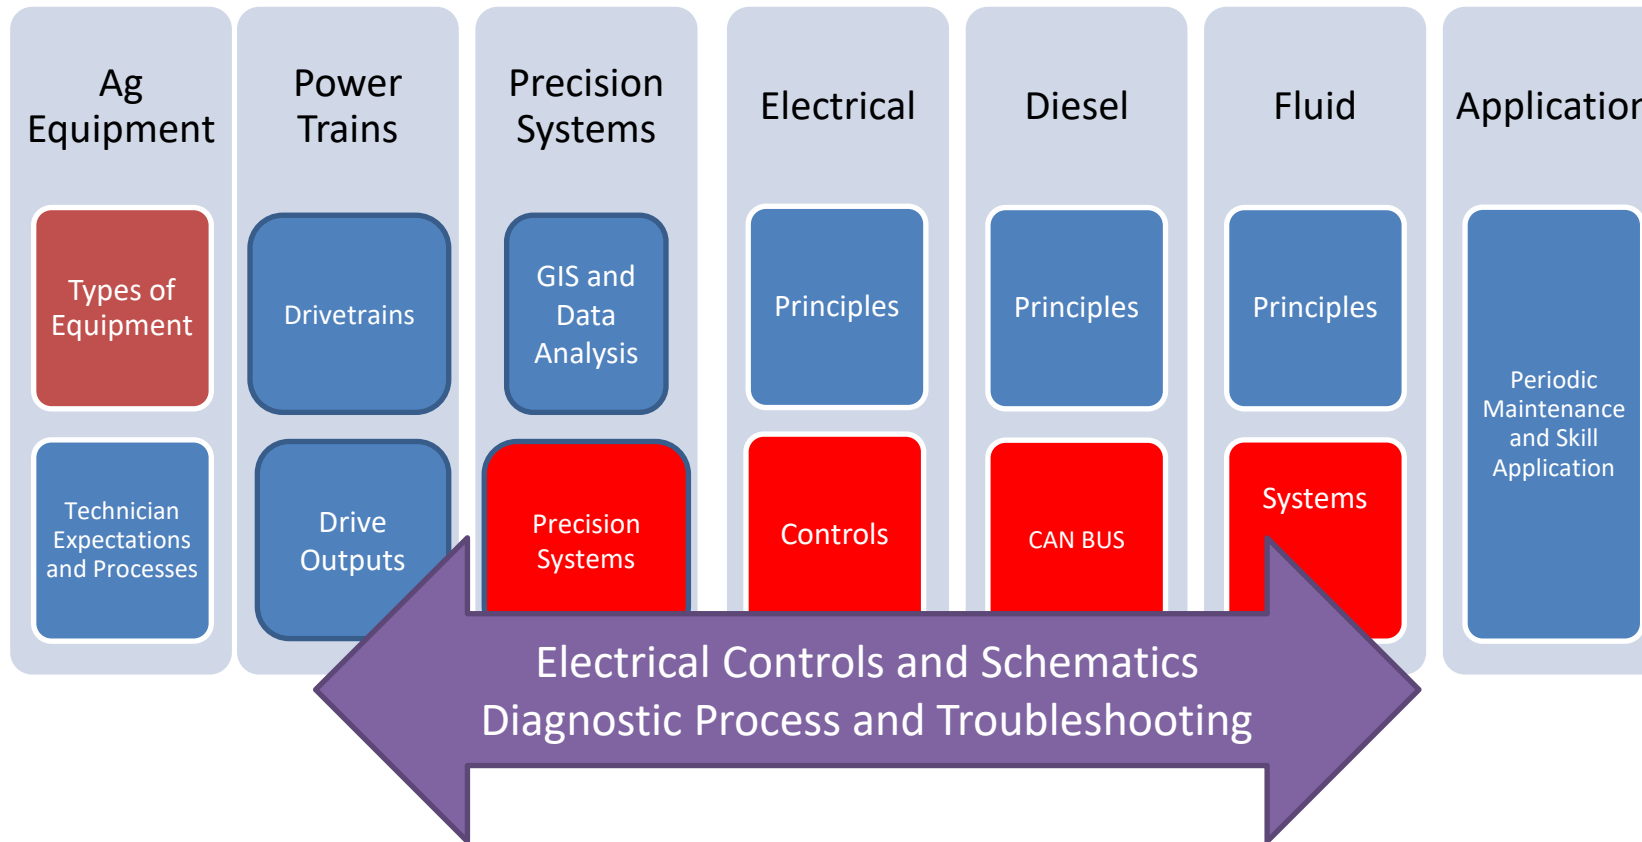 Ag
Equipment
Types of
Equipment
Technician
Expectations
and Processes
Power
Trains
Drivetrains
Drive
Outputs
Precision
Systems
GIS and
Data
Analysis
Precision
Systems
Electrical
Principles
Controls
Diesel
Principles
CAN BUS
Fluid
Principles
Systems
Application
Periodic
Maintenance
and Skill
Application
Electrical Controls and Schematics
Diagnostic Process and Troubleshooting